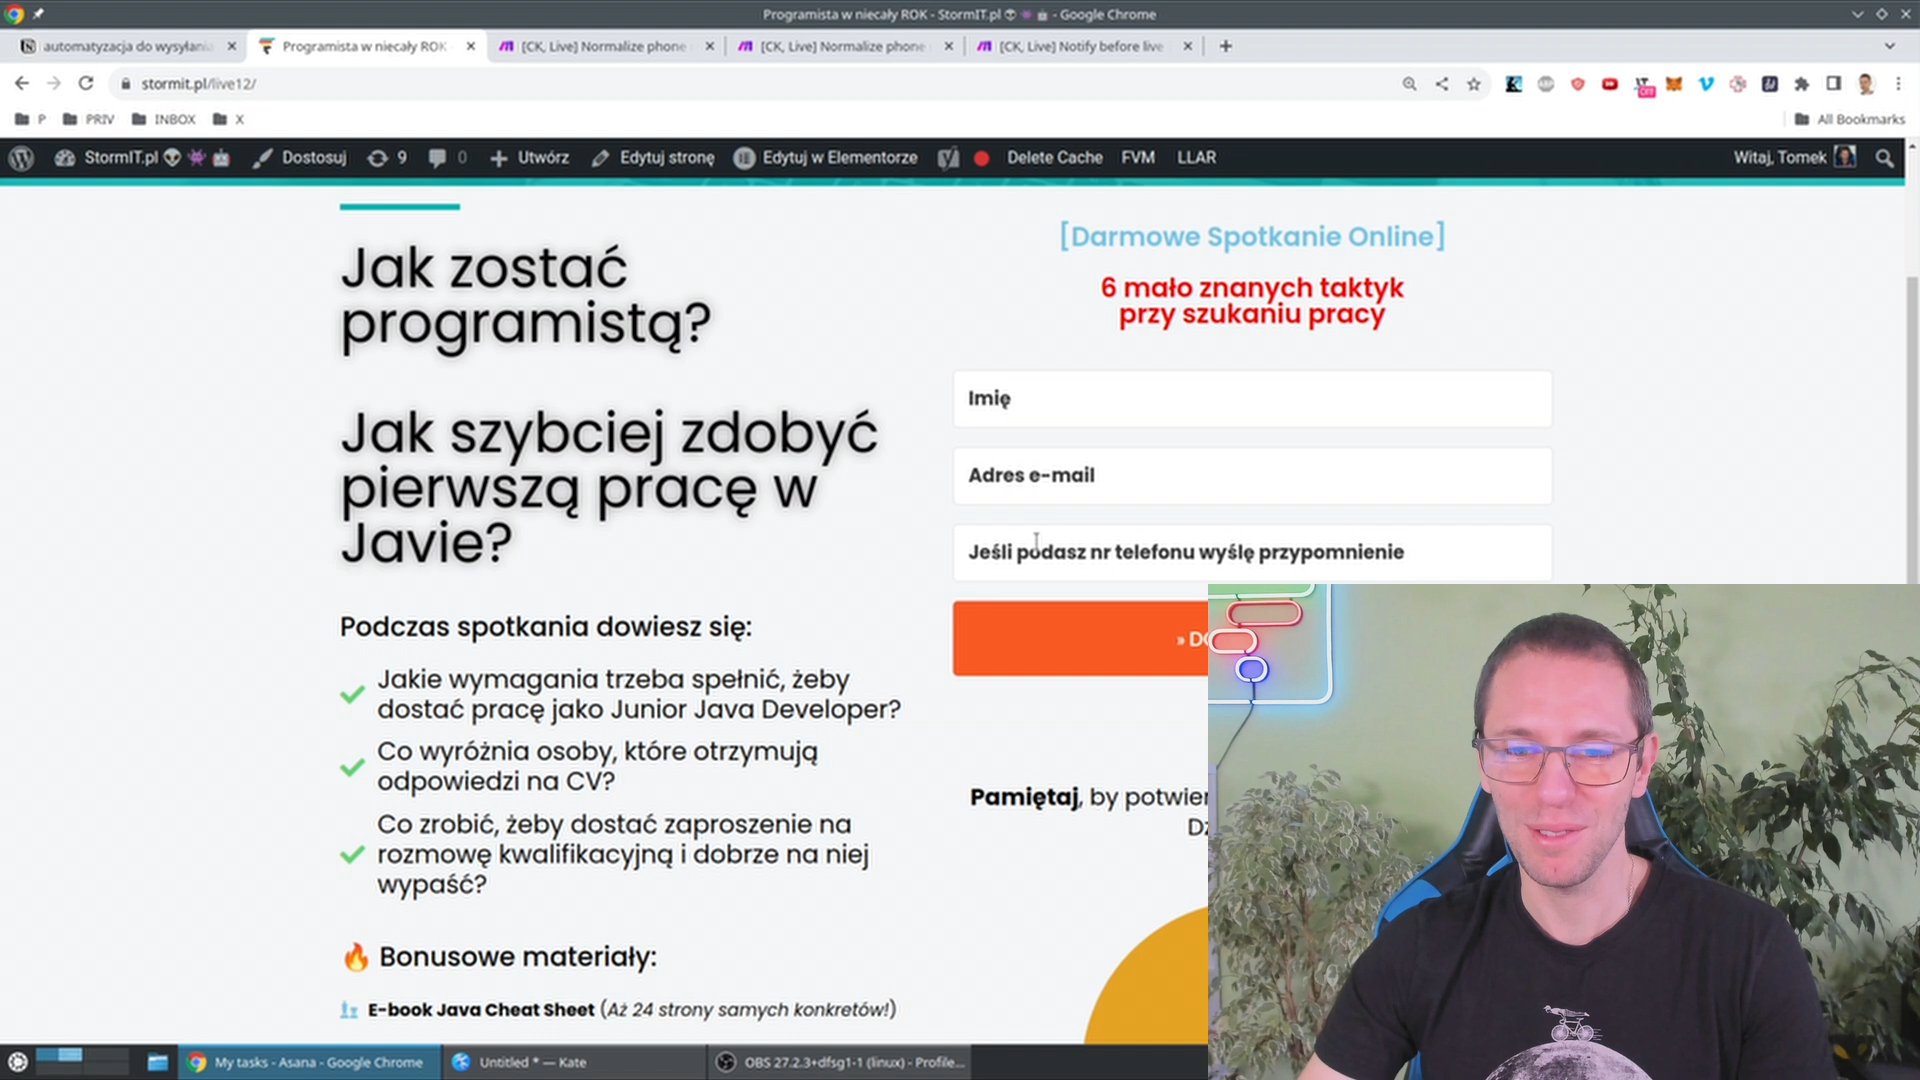 Programista w niecały ROK - StormIT.pl 👽 👾 🤖 - Google Chrome
automatyzacja do wysyłania
Programista w niecały ROK -
[CK, Live] Normalize phone
[CK, Live] Normalize phone
[CK, Live] Notify before live
stormit.pl/live12/
P
PRIV
INBOX
X
All Bookmarks
StormIT.pl 👽 👾 🤖
Dostosuj
9
0
Utwórz
Edytuj stronę
Edytuj w Elementorze
Delete Cache
FVM
LLAR
Witaj, Tomek
Jak zostać
programistą?
Jak szybciej zdobyć
pierwszą pracę w
Javie?
Podczas spotkania dowiesz się:
Jakie wymagania trzeba spełnić, żeby
dostać pracę jako Junior Java Developer?
Co wyróżnia osoby, które otrzymują
odpowiedzi na CV?
Co zrobić, żeby dostać zaproszenie na
rozmowę kwalifikacyjną i dobrze na niej
wypaść?
🔥 Bonusowe materiały:
E-book Java Cheat Sheet (Aż 24 strony samych konkretów!)
[Darmowe Spotkanie Online]
6 mało znanych taktyk
przy szukaniu pracy
Imię
Adres e-mail
Jeśli podasz nr telefonu wyślę przypomnienie
Pamiętaj, by
My tasks - Asana - Google Chrome
Untitled * — Kate
OBS 27.2.3+dfsg1-1 (linux) - Profile...